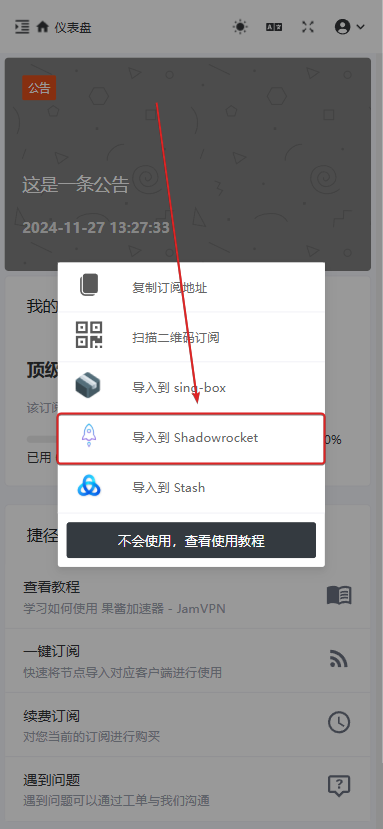 仪表盘
公告
这是一条公告
2024-11-27 13:27:33
我的
复制订阅地址
扫描二维码订阅
顶级
导入到 sing-box
该订
导入到 Shadowrocket
0%
已用
导入到 Stash
不会使用，查看使用教程
捷径
查看教程
学习如何使用 果酱加速器 - JamVPN
一键订阅
快速将节点导入对应客户端进行使用
续费订阅
对您当前的订阅进行购买
遇到问题
遇到问题可以通过工单与我们沟通